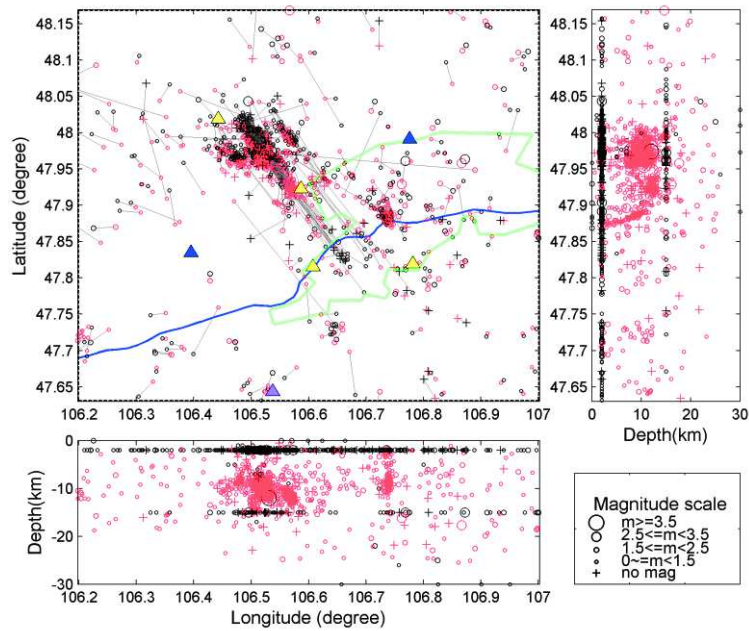 48.15
48.1
48.05
48
47.95
47.9
47.85
47.8
47.75
47.7
47.65
Latitude (degree)
106.2 106.3 106.4 106.5 106.6 106.7 106.8 106.9 107
48.15
48.1
48.05
48
47.95
47.9
47.85
47.8
47.75
47.7
47.65
0 10 20 30
Depth(km)
0
-10
-20
-30
Depth(km)
106.2 106.3 106.4 106.5 106.6 106.7 106.8 106.9 107
Longitude (degree)
Magnitude scale
m>=3.5
2.5<=m<3.5
1.5<=m<2.5
0~=m<1.5
no mag